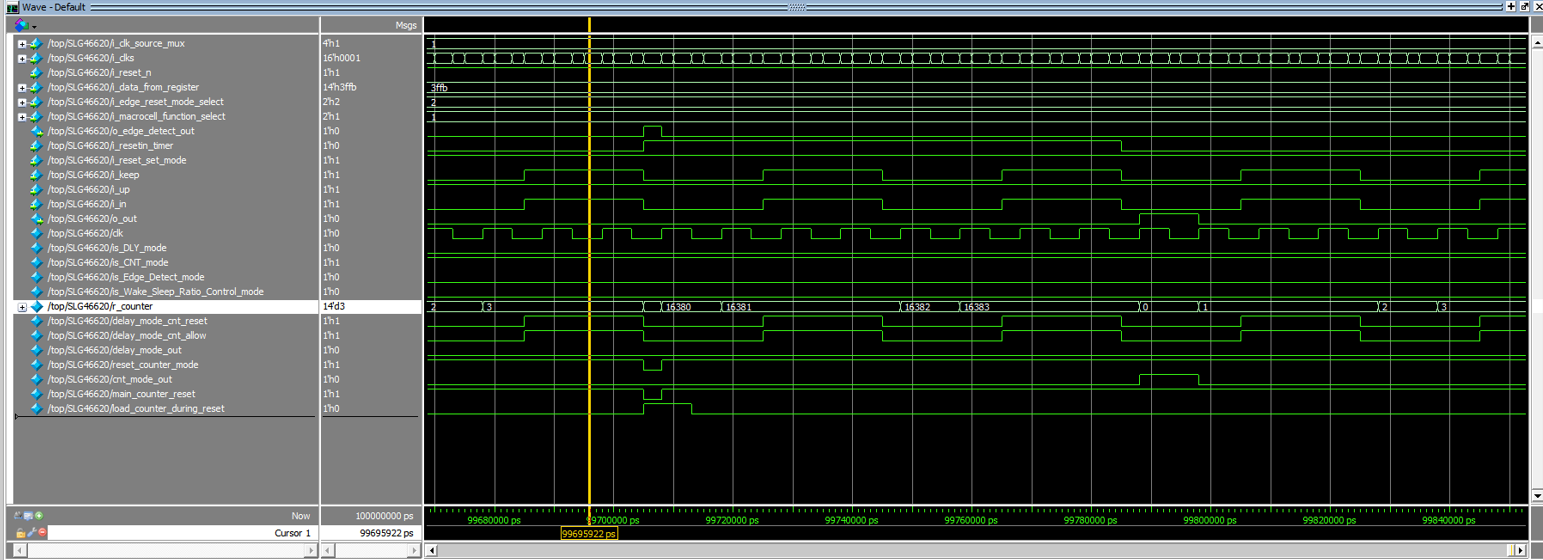 Wave - Default
Msgs
/top/SLG46620/i_clk_source_mux 4'h1 1
/top/SLG46620/i_clks 16'h0001
/top/SLG46620/i_reset_n 1'h1
/top/SLG46620/i_data_from_register 14'h3ffb 3ffb
/top/SLG46620/i_edge_reset_mode_select 2'h2 2
/top/SLG46620/i_macrocell_function_select 2'h1 1
/top/SLG46620/o_edge_detect_out 1'h0
/top/SLG46620/i_resetin_timer 1'h0
/top/SLG46620/i_reset_set_mode 1'h1
/top/SLG46620/i_keep 1'h1
/top/SLG46620/i_up 1'h1
/top/SLG46620/i_in 1'h1
/top/SLG46620/o_out 1'h0
/top/SLG46620/clk 1'h0
/top/SLG46620/is_DLY_mode 1'h0
/top/SLG46620/is_CNT_mode 1'h1
/top/SLG46620/is_Edge_Detect_mode 1'h0
/top/SLG46620/is_Wake_Sleep_Ratio_Control_mode 1'h0
/top/SLG46620/r_counter 14'd3 2 3 16380 16381 16382 16383 0 1 2 3
/top/SLG46620/delay_mode_cnt_reset 1'h1
/top/SLG46620/delay_mode_cnt_allow 1'h1
/top/SLG46620/delay_mode_out 1'h0
/top/SLG46620/reset_counter_mode 1'h1
/top/SLG46620/cnt_mode_out 1'h0
/top/SLG46620/main_counter_reset 1'h1
/top/SLG46620/load_counter_during_reset 1'h0
Now 100000000 ps 99680000 ps 99700000 ps 99720000 ps 99740000 ps 99760000 ps 99780000 ps 99800000 ps 99820000 ps 99840000 ps
Cursor 1 99695922 ps 99695922 ps